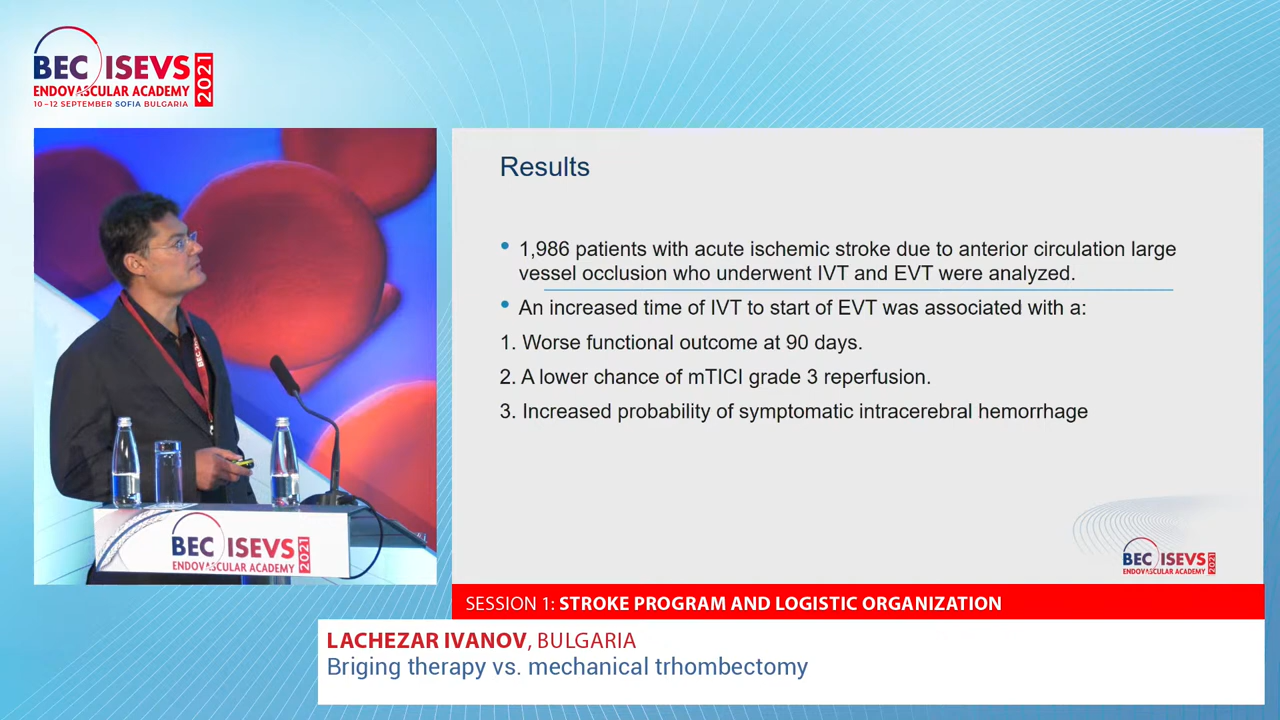 BEC ISEVS 2021
ENDOVASCULAR ACADEMY
10–12 SEPTEMBER SOFIA BULGARIA
Results
• 1,986 patients with acute ischemic stroke due to anterior circulation large
vessel occlusion who underwent IVT and EVT were analyzed.
• An increased time of IVT to start of EVT was associated with a:
1. Worse functional outcome at 90 days.
2. A lower chance of mTICI grade 3 reperfusion.
3. Increased probability of symptomatic intracerebral hemorrhage
BEC ISEVS 2021
ENDOVASCULAR ACADEMY
BEC ISEVS 2021
ENDOVASCULAR ACADEMY
SESSION 1: STROKE PROGRAM AND LOGISTIC ORGANIZATION
LACHEZAR IVANOV, BULGARIA
Briging therapy vs. mechanical trhombectomy